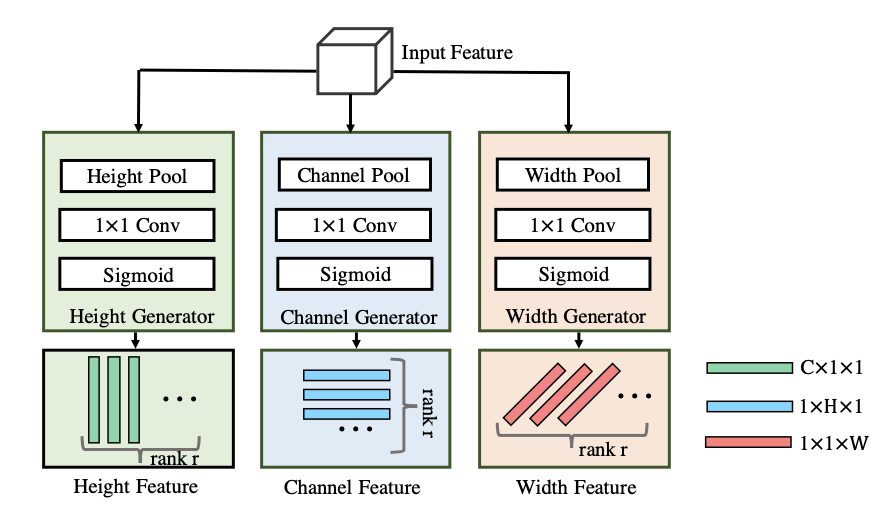 Input Feature
Height Pool
1×1 Conv
Sigmoid
Height Generator
Channel Pool
1×1 Conv
Sigmoid
Channel Generator
Width Pool
1×1 Conv
Sigmoid
Width Generator
rank r
Height Feature
rank r
Channel Feature
rank r
Width Feature
C×1×1
1×H×1
1×1×W